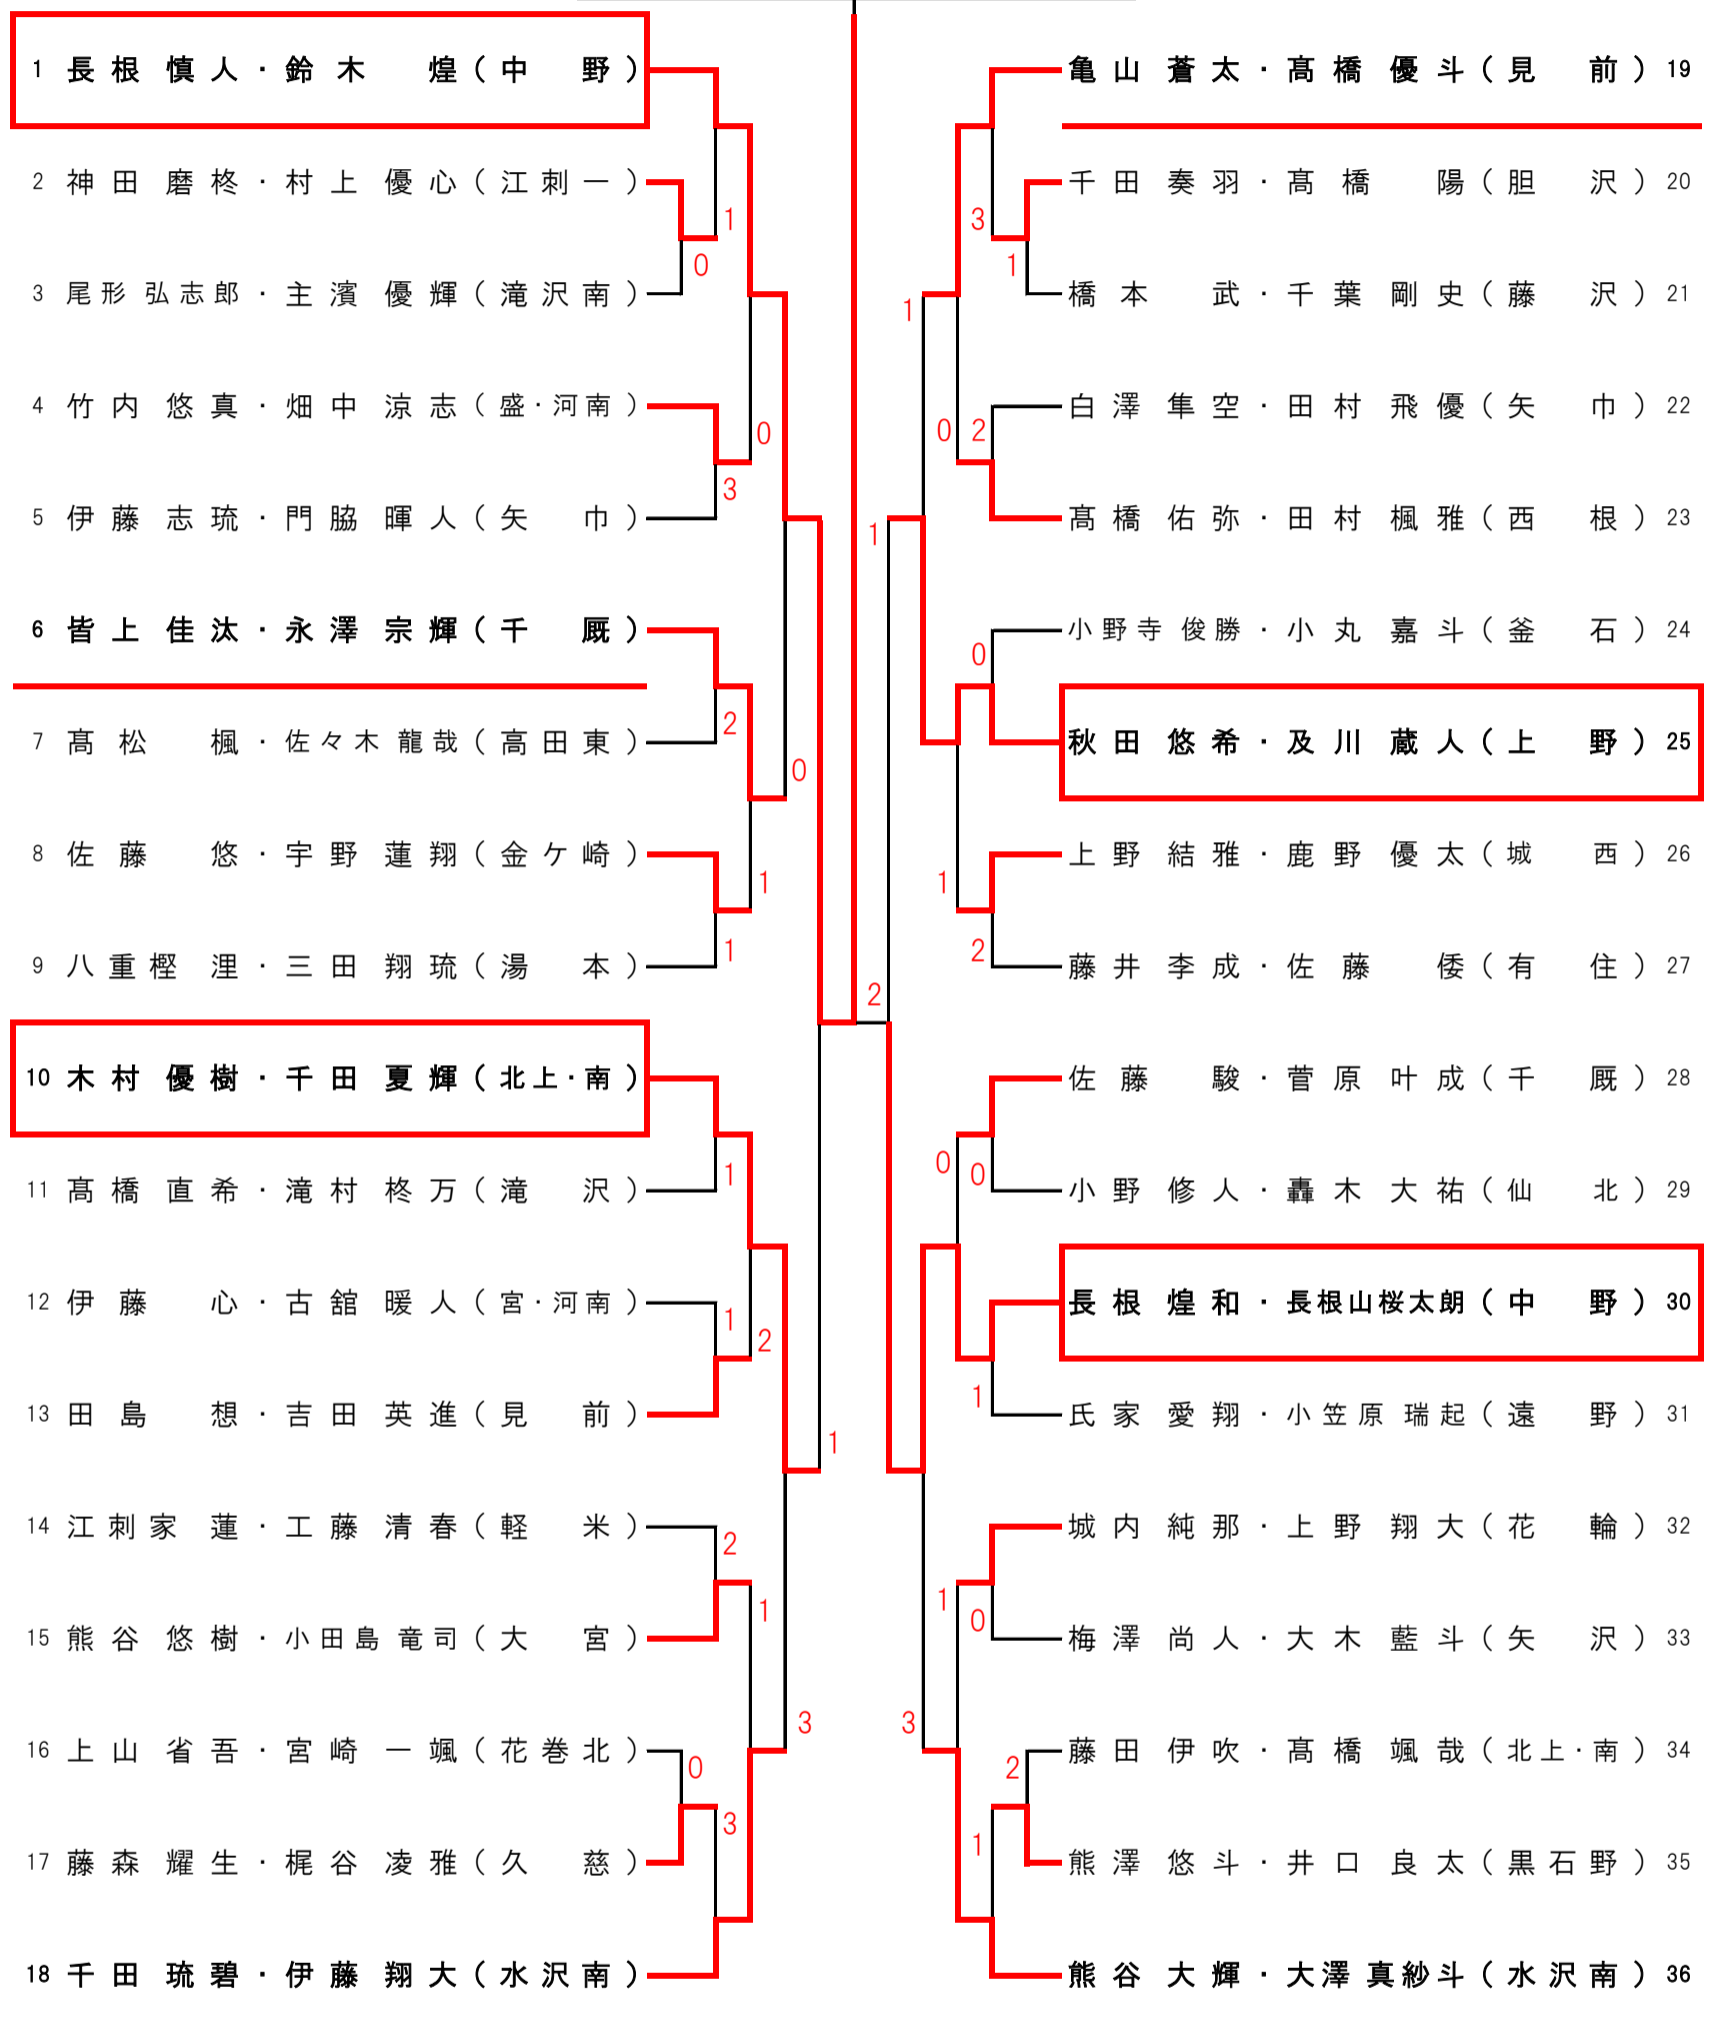 1 長根 慎人・鈴木 煌(中 野)
2 神田 磨柊・村上 優心(江刺一)
3 尾形 弘志郎・主濱 優輝(滝沢南)
4 竹内 悠真・畑中 涼志(盛・河南)
5 伊藤 志琉・門脇 暉人(矢 巾)
6 皆上 佳汰・永澤 宗輝(千 厩)
7 髙松 楓・佐々木 龍哉(高田東)
8 佐藤 悠・宇野 蓮翔(金ケ崎)
9 八重樫 浬・三田 翔琉(湯 本)
10 木村 優樹・千田 夏輝(北上・南)
11 髙橋 直希・滝村 柊万(滝 沢)
12 伊藤 心・古舘 暖人(宮・河南)
13 田島 想・吉田 英進(見 前)
14 江刺家 蓮・工藤 清春(軽 米)
15 熊谷 悠樹・小田島 竜司(大 宮)
16 上山 省吾・宮崎 一颯(花巻北)
17 藤森 耀生・梶谷 凌雅(久 慈)
18 千田 琉碧・伊藤 翔大(水沢南)
1
0
0
3
2
0
1
1
1
1
2
1
2
1
3
0
3
2
亀山 蒼太・髙橋 優斗(見 前) 19
千田 奏羽・髙橋 陽(胆 沢) 20
橋本 武・千葉 剛史(藤 沢) 21
白澤 隼空・田村 飛優(矢 巾) 22
髙橋 佑弥・田村 楓雅(西 根) 23
小野寺 俊勝・小丸 嘉斗(釜 石) 24
秋田 悠希・及川 蔵人(上 野) 25
上野 結雅・鹿野 優太(城 西) 26
藤井 李成・佐藤 倭(有 住) 27
佐藤 駿・菅原 叶成(千 厩) 28
小野 修人・轟木 大祐(仙 北) 29
長根 煌和・長根山桜太朗(中 野) 30
氏家 愛翔・小笠原 瑞起(遠 野) 31
城内 純那・上野 翔大(花 輪) 32
梅澤 尚人・大木 藍斗(矢 沢) 33
藤田 伊吹・髙橋 颯哉(北上・南) 34
熊澤 悠斗・井口 良太(黒石野) 35
熊谷 大輝・大澤 真紗斗(水沢南) 36
3
1
1
0
2
1
0
1
2
0
0
1
1
0
3
2
1